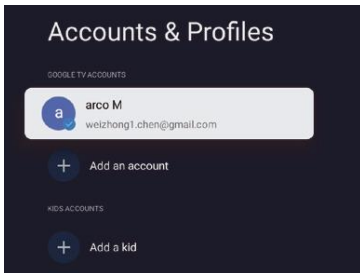 Accounts & Profiles
GOOGLE TV ACCOUNTS
a
arco M
weizhong1.chen@gmail.com
Add an account
KIDS ACCOUNTS
Add a kid